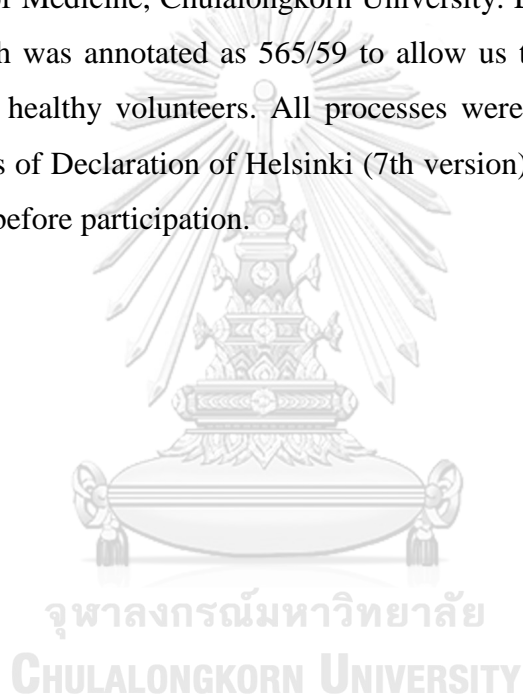 of Medicine, Chulalongkorn University.
h was annotated as 565/59 to allow us t
healthy volunteers. All processes were
s of Declaration of Helsinki (7th version)
before participation.
จุฬาลงกรณ์มหาวิทยาลัย
CHULALONGKORN UNIVERSITY